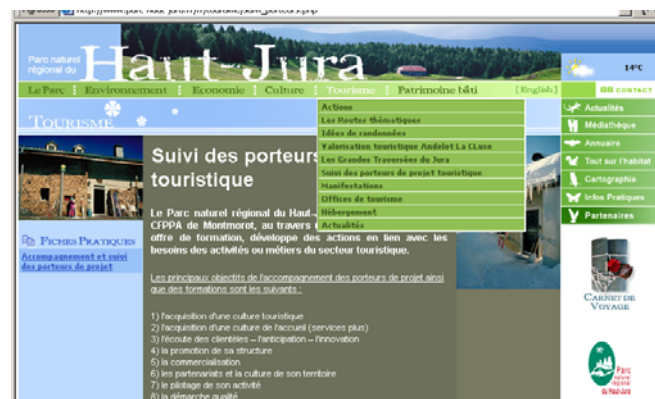 Parc naturel
régional du
Haut-Jura
14°C
Le Parc Environnement Economie Culture Tourisme Patrimoine bâti [English]
CONTACT
TOURISME
Actions
Les Routes thématiques
Idées de randonnées
Valorisation touristique Andelot La CLuse
Les Grandes Traversées du Jura
Suivi des porteurs de projet touristique
Manifestations
Offices de tourisme
Hébergement
Actualités
Actualités
Médiathèque
Annuaire
Tout sur l'habitat
Cartographie
Infos Pratiques
Partenaires
FICHES PRATIQUES
Accompagnement et suivi
des porteurs de projet
Suivi des porteurs
touristique
Le Parc naturel régional du Haut-
CFPPA de Montmorot, au travers
offre de formation, développe des actions en lien avec les
besoins des activités ou métiers du secteur touristique.
Les principaux objectifs de l'accompagnement des porteurs de projet ainsi
que des formations sont les suivants :
1) l'acquisition d'une culture touristique
2) l'acquisition d'une culture de l'accueil (services plus)
3) l'écoute des clientèles – l'anticipation – l'innovation
4) la promotion de sa structure
5) la commercialisation
6) les partenariats et la culture de son territoire
7) le pilotage de son activité
8) la démarche qualité
CARNET DE
VOYAGE
Parc
naturel
régional
du Haut-Jura